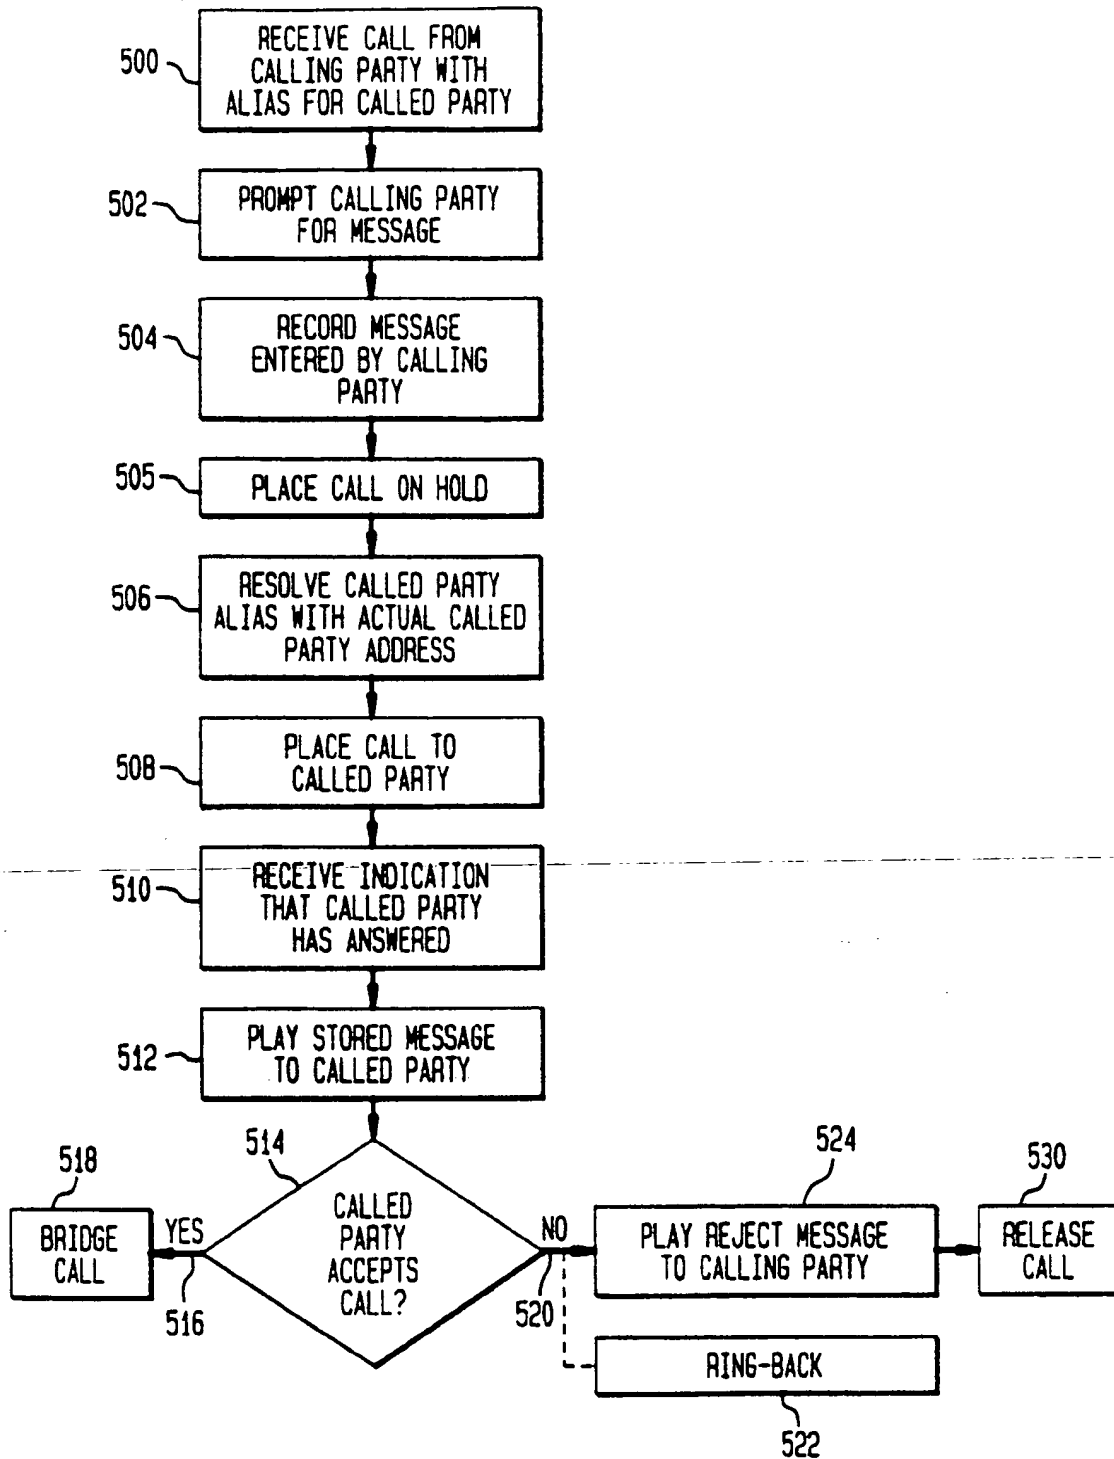 500
RECEIVE CALL FROM
CALLING PARTY WITH
ALIAS FOR CALLED PARTY
502
PROMPT CALLING PARTY
FOR MESSAGE
504
RECORD MESSAGE
ENTERED BY CALLING
PARTY
505
PLACE CALL ON HOLD
506
RESOLVE CALLED PARTY
ALIAS WITH ACTUAL CALLED
PARTY ADDRESS
508
PLACE CALL TO
CALLED PARTY
510
RECEIVE INDICATION
THAT CALLED PARTY
HAS ANSWERED
512
PLAY STORED MESSAGE
TO CALLED PARTY
514
CALLED
PARTY
ACCEPTS
CALL?
518
BRIDGE
CALL
YES
516
NO
520
524
PLAY REJECT MESSAGE
TO CALLING PARTY
530
RELEASE
CALL
RING-BACK
522